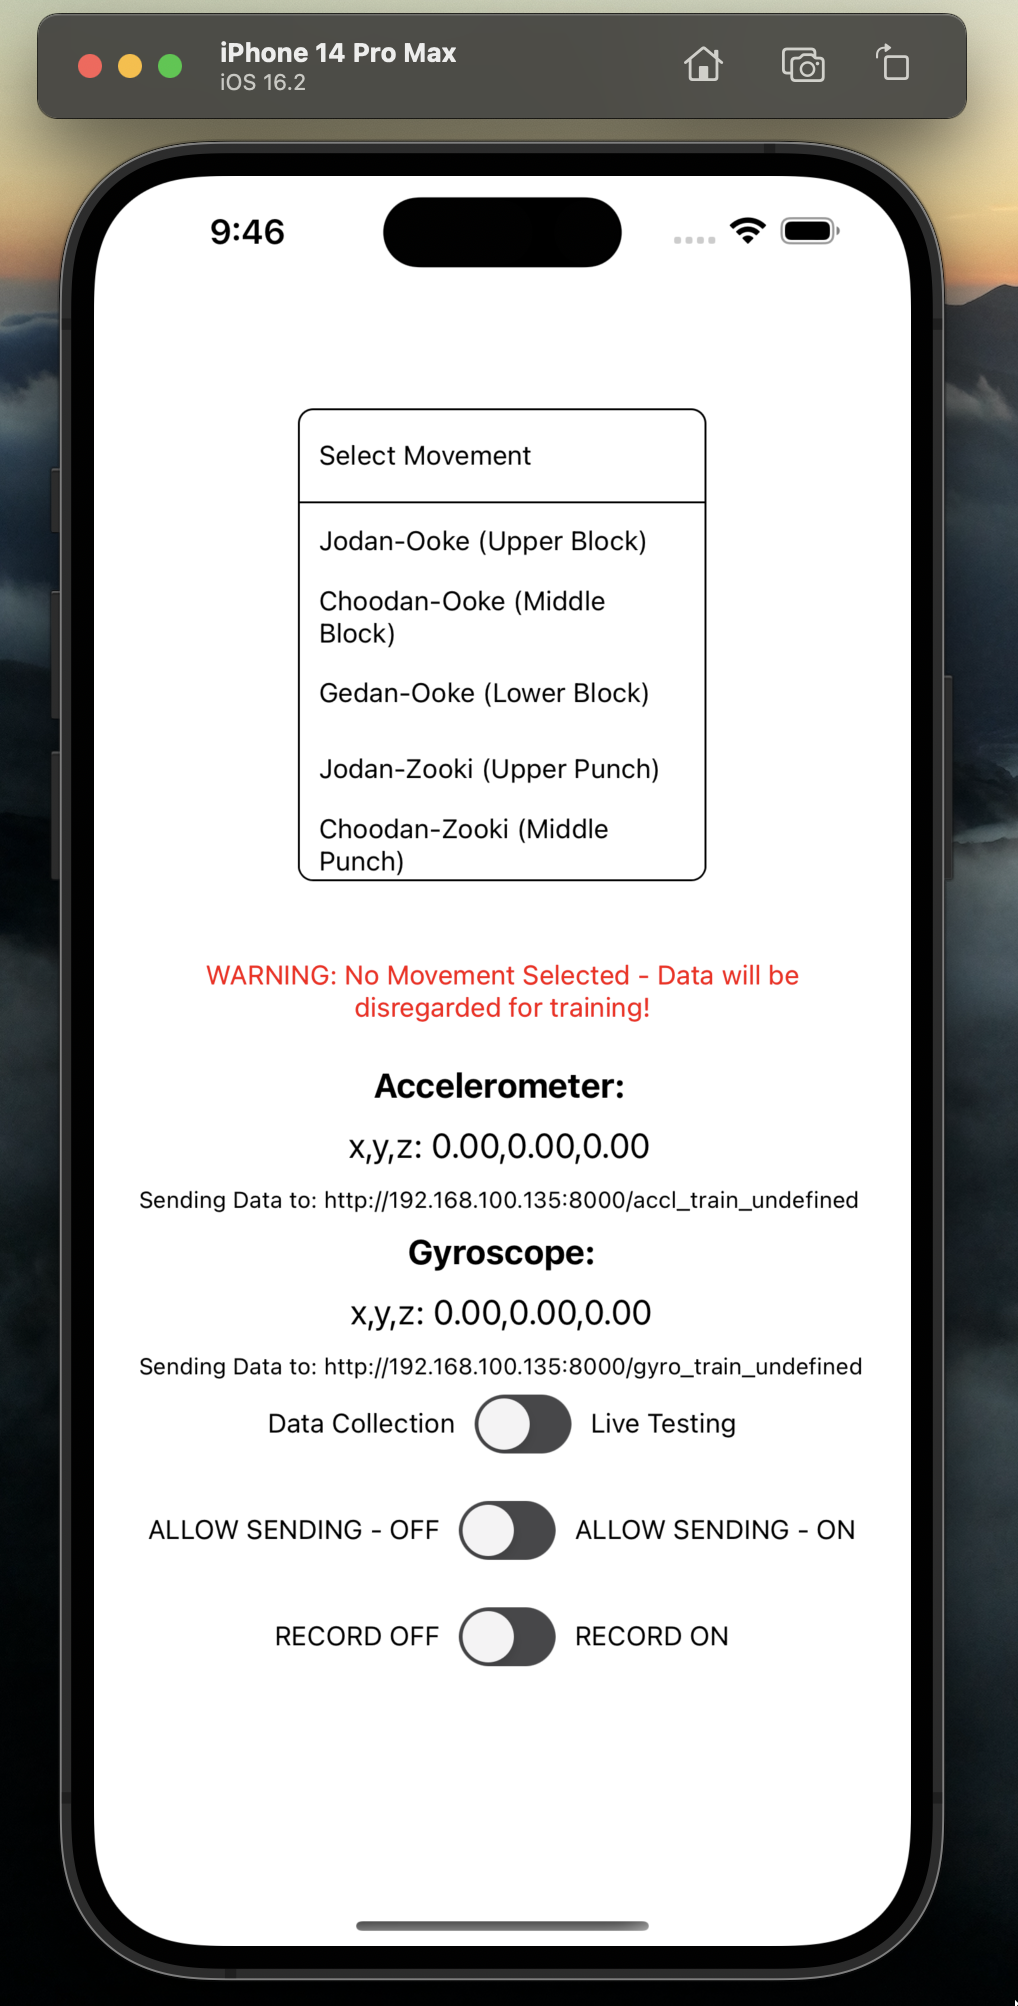 iPhone 14 Pro Max
iOS 16.2
9:46
Select Movement
Jodan-Ooke (Upper Block)
Choodan-Ooke (Middle
Block)
Gedan-Ooke (Lower Block)
Jodan-Zooki (Upper Punch)
Choodan-Zooki (Middle
Punch)
WARNING: No Movement Selected - Data will be
disregarded for training!
Accelerometer:
x,y,z: 0.00,0.00,0.00
Sending Data to: http://192.168.100.135:8000/accl_train_undefined
Gyroscope:
x,y,z: 0.00,0.00,0.00
Sending Data to: http://192.168.100.135:8000/gyro_train_undefined
Data Collection Live Testing
ALLOW SENDING - OFF ALLOW SENDING - ON
RECORD OFF RECORD ON